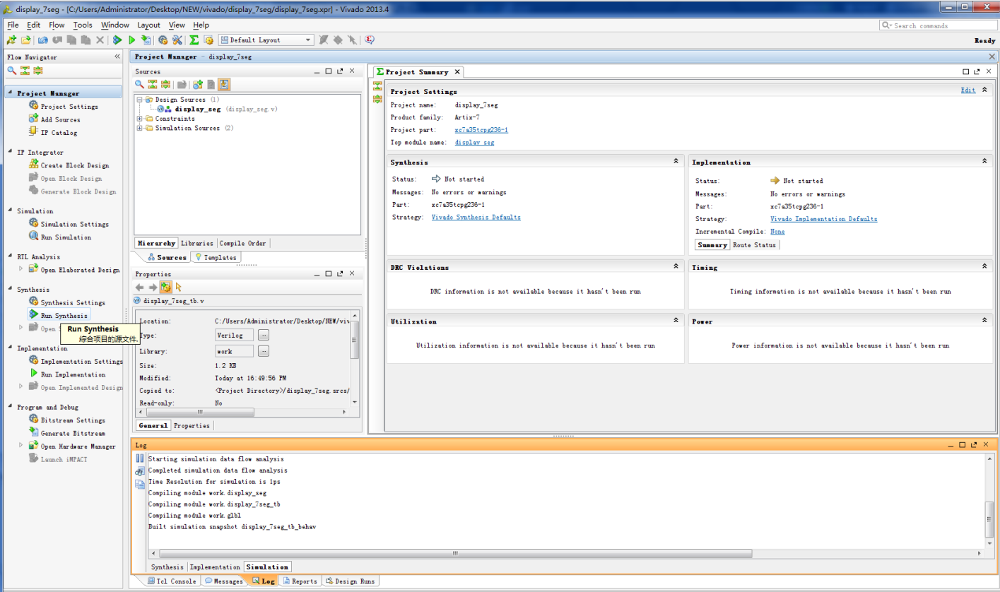 display_7seg - [C:/Users/Administrator/Desktop/NEW/vivado/display_7seg/display_7seg.xpr] - Vivado 2013.4
File Edit Flow Tools Window Layout View Help
Search commands
Default Layout
Ready
Flow Navigator
Project Manager
Project Settings
Add Sources
IP Catalog
IP Integrator
Create Block Design
Open Block Design
Generate Block Design
Simulation
Simulation Settings
Run Simulation
RTL Analysis
Open Elaborated Design
Synthesis
Synthesis Settings
Run Synthesis
Open
Run Synthesis
综合项目的源文件.
Implementation
Implementation Settings
Run Implementation
Open Implemented Design
Program and Debug
Bitstream Settings
Generate Bitstream
Open Hardware Manager
Launch iMPACT
Project Manager - display_7seg
Sources
Design Sources (1)
display_seg (display_seg.v)
Constraints
Simulation Sources (2)
Hierarchy Libraries Compile Order
Sources Templates
Properties
display_7seg_tb.v
Location: C:/Users/Administrator/Desktop/NEW/viv
Type: Verilog
Library: work
Size: 1.2 KB
Modified: Today at 16:49:56 PM
Copied to: <Project Directory>/display_7seg.srcs/
Read-only: No
General Properties
Project Summary
Project Settings Edit
Project name: display_7seg
Product family: Artix-7
Project part: xc7a35tcpg236-1
Top module name: display_seg
Synthesis
Status: Not started
Messages: No errors or warnings
Part: xc7a35tcpg236-1
Strategy: Vivado Synthesis Defaults
Implementation
Status: Not started
Messages: No errors or warnings
Part: xc7a35tcpg236-1
Strategy: Vivado Implementation Defaults
Incremental Compile: None
Summary Route Status
DRC Violations
DRC information is not available because it hasn't been run
Timing
Timing information is not available because it hasn't been run
Utilization
Utilization information is not available because it hasn't been run
Power
Power information is not available because it hasn't been run
Log
Starting simulation data flow analysis
Completed simulation data flow analysis
Time Resolution for simulation is 1ps
Compiling module work.display_seg
Compiling module work.display_7seg_tb
Compiling module work.glbl
Built simulation snapshot display_7seg_tb_behav
Synthesis Implementation Simulation
Tcl Console Messages Log Reports Design Runs